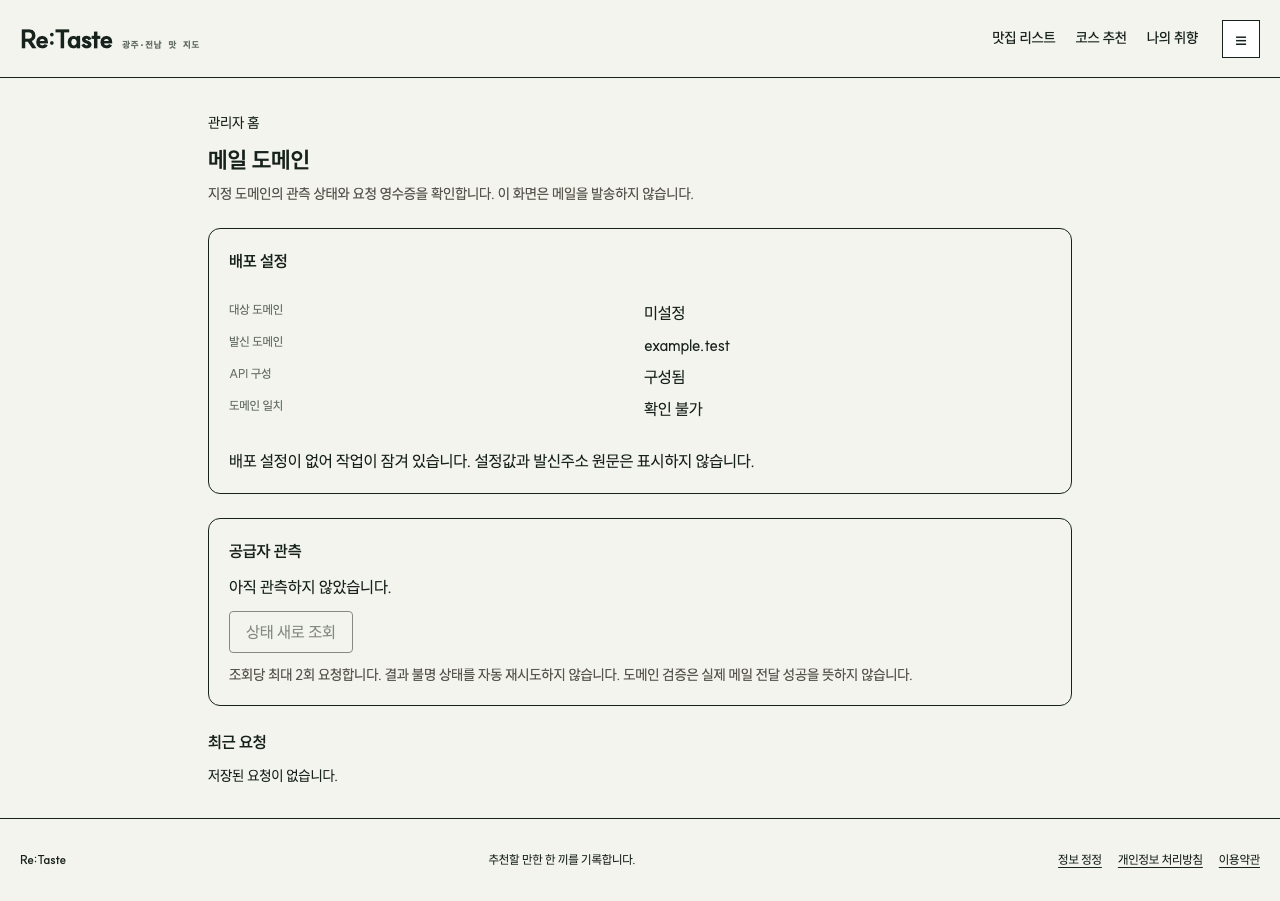 Re:Taste 광주·전남 맛 지도
맛집 리스트 코스 추천 나의 취향
관리자 홈
메일 도메인
지정 도메인의 관측 상태와 요청 영수증을 확인합니다. 이 화면은 메일을 발송하지 않습니다.
배포 설정
대상 도메인 미설정
발신 도메인 example.test
API 구성 구성됨
도메인 일치 확인 불가
배포 설정이 없어 작업이 잠겨 있습니다. 설정값과 발신주소 원문은 표시하지 않습니다.
공급자 관측
아직 관측하지 않았습니다.
상태 새로 조회
조회당 최대 2회 요청합니다. 결과 불명 상태를 자동 재시도하지 않습니다. 도메인 검증은 실제 메일 전달 성공을 뜻하지 않습니다.
최근 요청
저장된 요청이 없습니다.
Re:Taste 추천할 만한 한 끼를 기록합니다. 정보 정정 개인정보 처리방침 이용약관